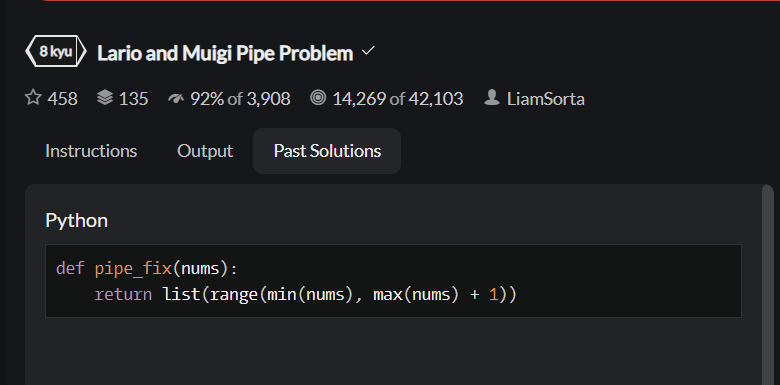 8 kyu Lario and Muigi Pipe Problem
458 135 92% of 3,908 14,269 of 42,103 LiamSorta
Instructions Output Past Solutions
Python
def pipe_fix(nums):
    return list(range(min(nums), max(nums) + 1))